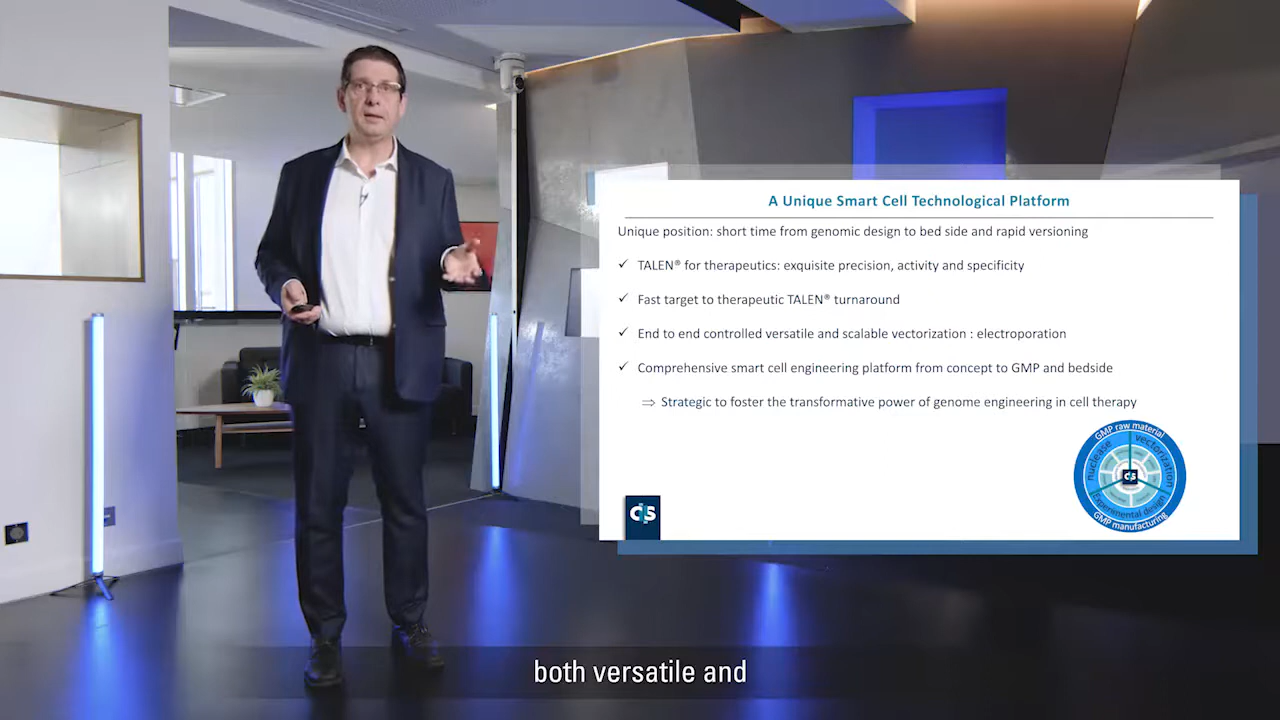 A Unique Smart Cell Technological Platform
Unique position: short time from genomic design to bed side and rapid versioning
✓ TALEN® for therapeutics: exquisite precision, activity and specificity
✓ Fast target to therapeutic TALEN® turnaround
✓ End to end controlled versatile and scalable vectorization : electroporation
✓ Comprehensive smart cell engineering platform from concept to GMP and bedside
⇒ Strategic to foster the transformative power of genome engineering in cell therapy
GMP raw material
nuclease
vectorization
Experimental design
GMP manufacturing
both versatile and